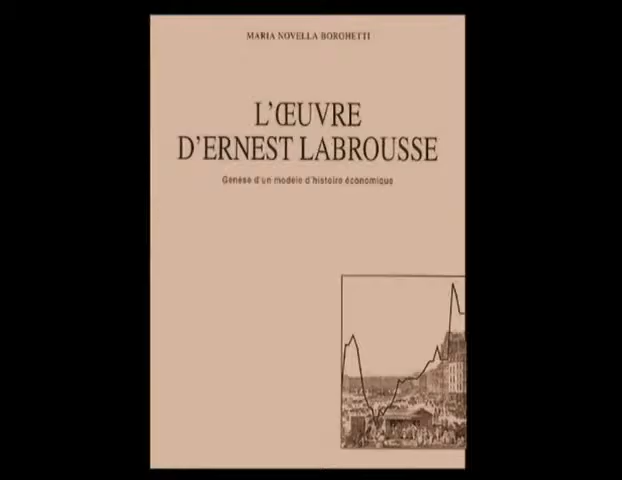 MARIA NOVELLA BORGHETTI
L'ŒUVRE
D'ERNEST LABROUSSE
Genèse d'un modèle d'histoire économique